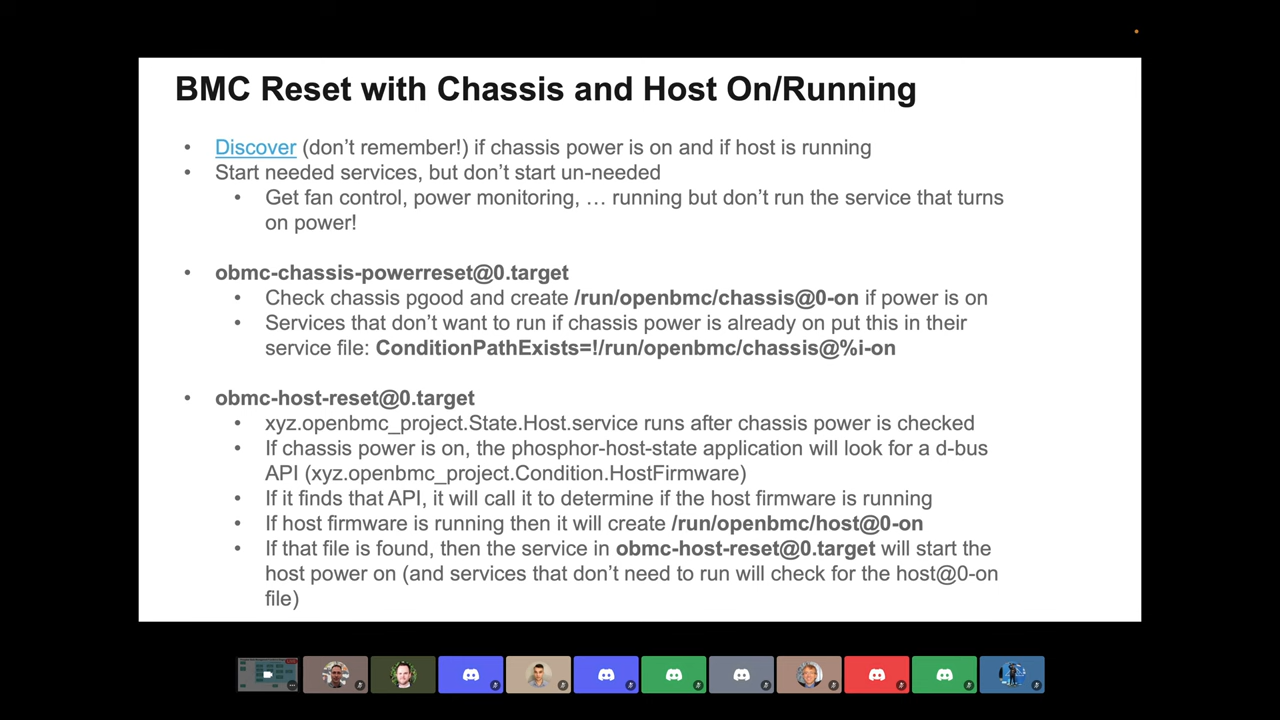 BMC Reset with Chassis and Host On/Running
• Discover (don’t remember!) if chassis power is on and if host is running
• Start needed services, but don’t start un-needed
• Get fan control, power monitoring, … running but don’t run the service that turns
on power!
• obmc-chassis-powerreset@0.target
• Check chassis pgood and create /run/openbmc/chassis@0-on if power is on
• Services that don’t want to run if chassis power is already on put this in their
service file: ConditionPathExists=!/run/openbmc/chassis@%i-on
• obmc-host-reset@0.target
• xyz.openbmc_project.State.Host.service runs after chassis power is checked
• If chassis power is on, the phosphor-host-state application will look for a d-bus
API (xyz.openbmc_project.Condition.HostFirmware)
• If it finds that API, it will call it to determine if the host firmware is running
• If host firmware is running then it will create /run/openbmc/host@0-on
• If that file is found, then the service in obmc-host-reset@0.target will start the
host power on (and services that don’t need to run will check for the host@0-on
file)